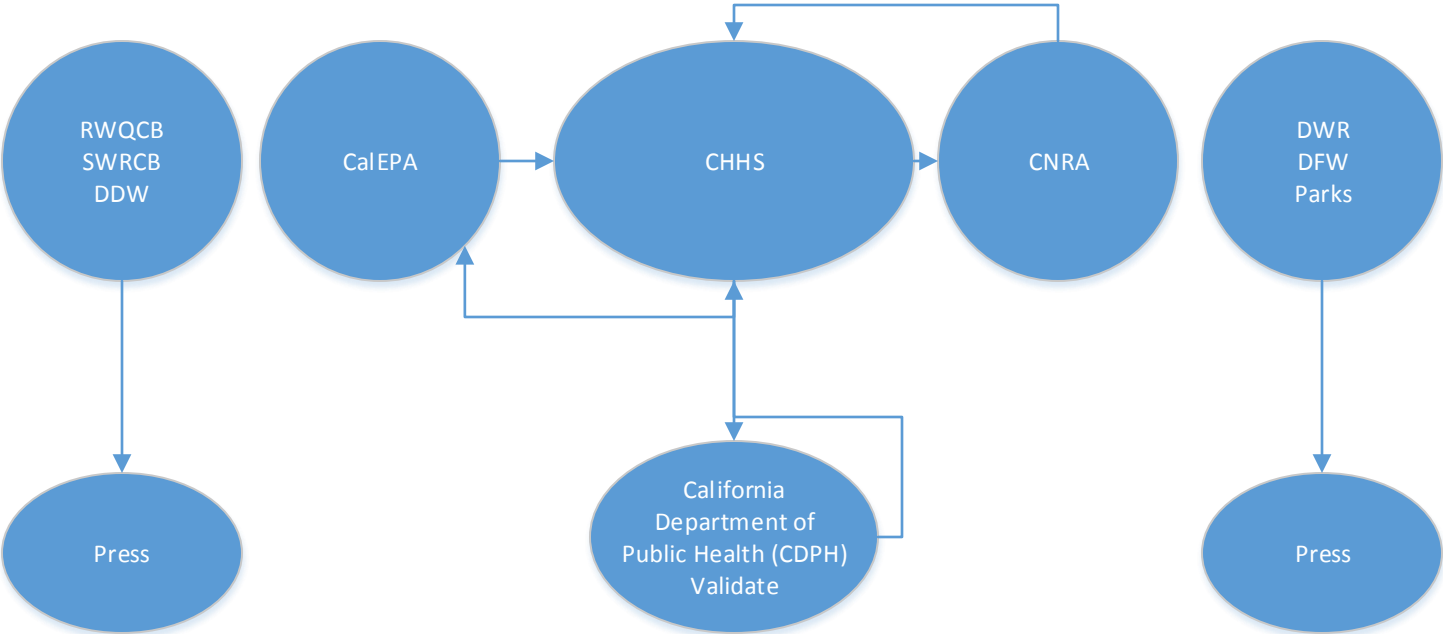 RWQCB
SWRCB
DDW
CalEPA
CHHS
CNRA
DWR
DFW
Parks
Press
California
Department of
Public Health (CDPH)
Validate
Press